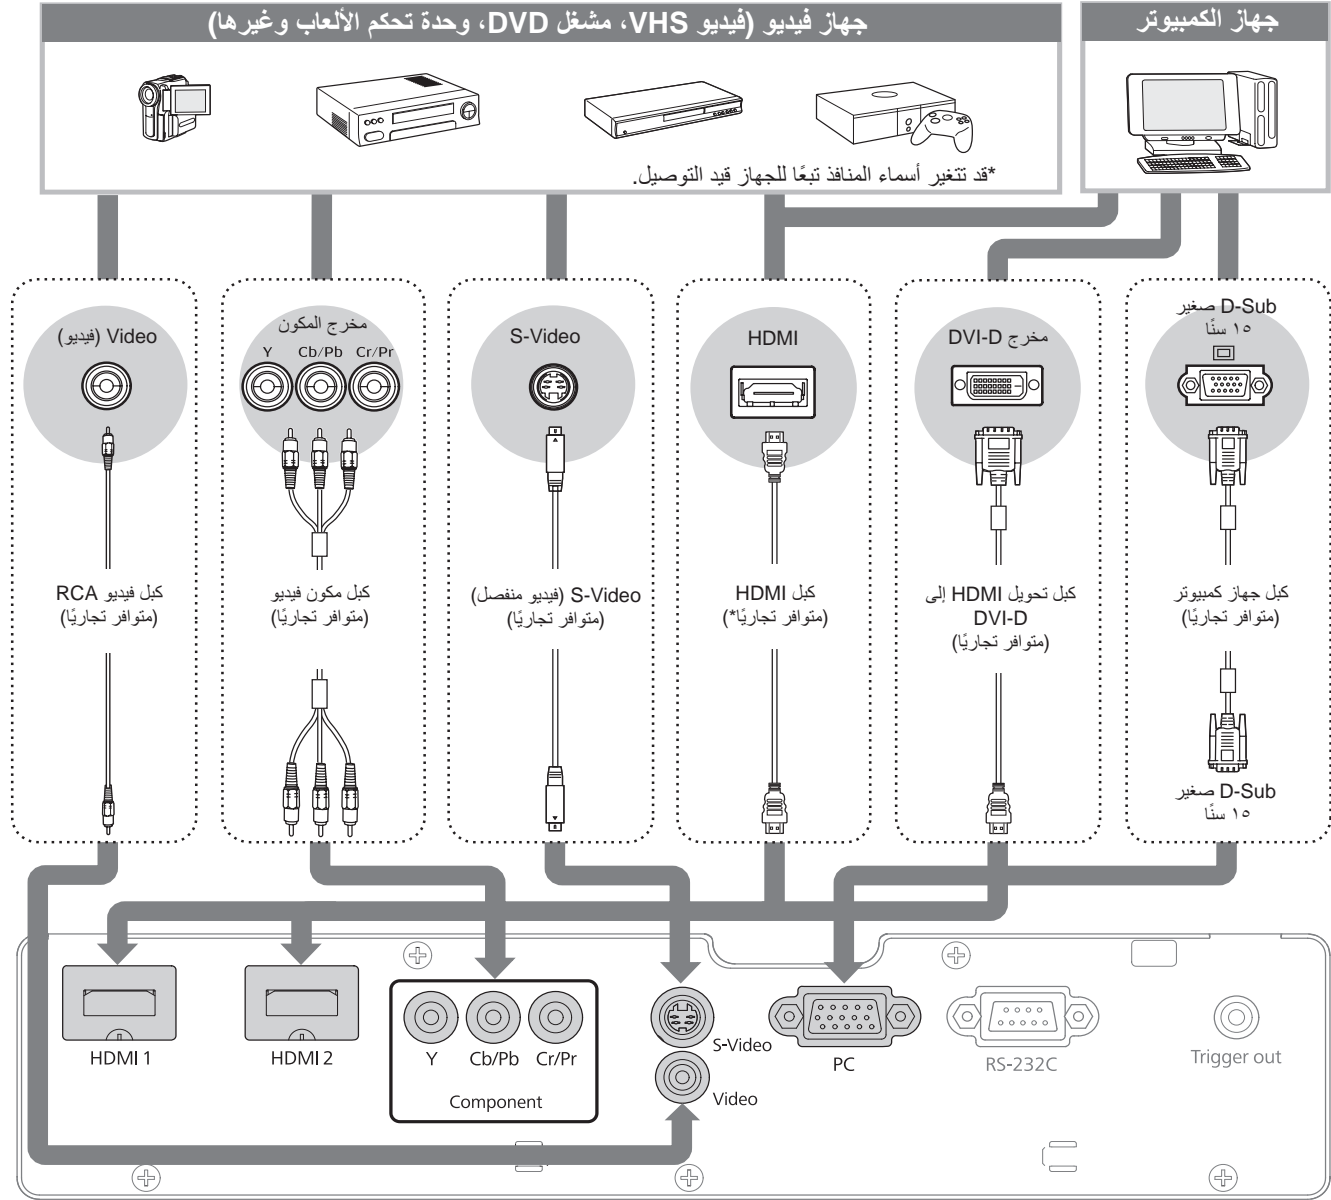 جهاز الكمبيوتر
جهاز فيديو (فيديو VHS، مشغل DVD، وحدة تحكم الألعاب وغيرها)
*قد تتغير أسماء المنافذ تبعًا للجهاز قيد التوصيل.
D-Sub صغير
١٥ سنًا
مخرج DVI-D
HDMI
S-Video
مخرج المكون
Y Cb/Pb Cr/Pr
Video (فيديو)
كبل جهاز كمبيوتر
(متوافر تجاريًا)
كبل تحويل HDMI إلى
DVI-D
(متوافر تجاريًا)
كبل HDMI
(متوافر تجاريًا*)
S-Video (فيديو منفصل)
(متوافر تجاريًا)
كبل مكون فيديو
(متوافر تجاريًا)
كبل فيديو RCA
(متوافر تجاريًا)
D-Sub صغير
١٥ سنًا
HDMI 1
HDMI 2
Y Cb/Pb Cr/Pr
Component
S-Video
Video
PC
RS-232C
Trigger out